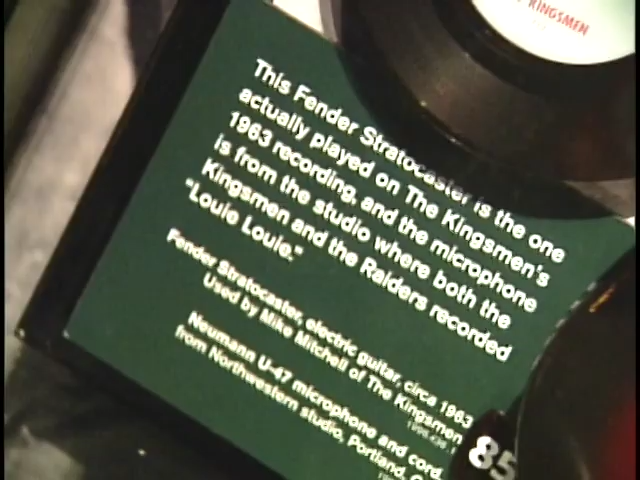 KINGSMEN
This Fender Stratocaster is the one
actually played on The Kingsmen's
1963 recording, and the microphone
is from the studio where both the
Kingsmen and the Raiders recorded
"Louie Louie."
Fender Stratocaster, electric guitar, circa 1963
Used by Mike Mitchell of The Kingsmen
Neumann U-47 microphone and cord
from Northwestern studio, Portland,
85